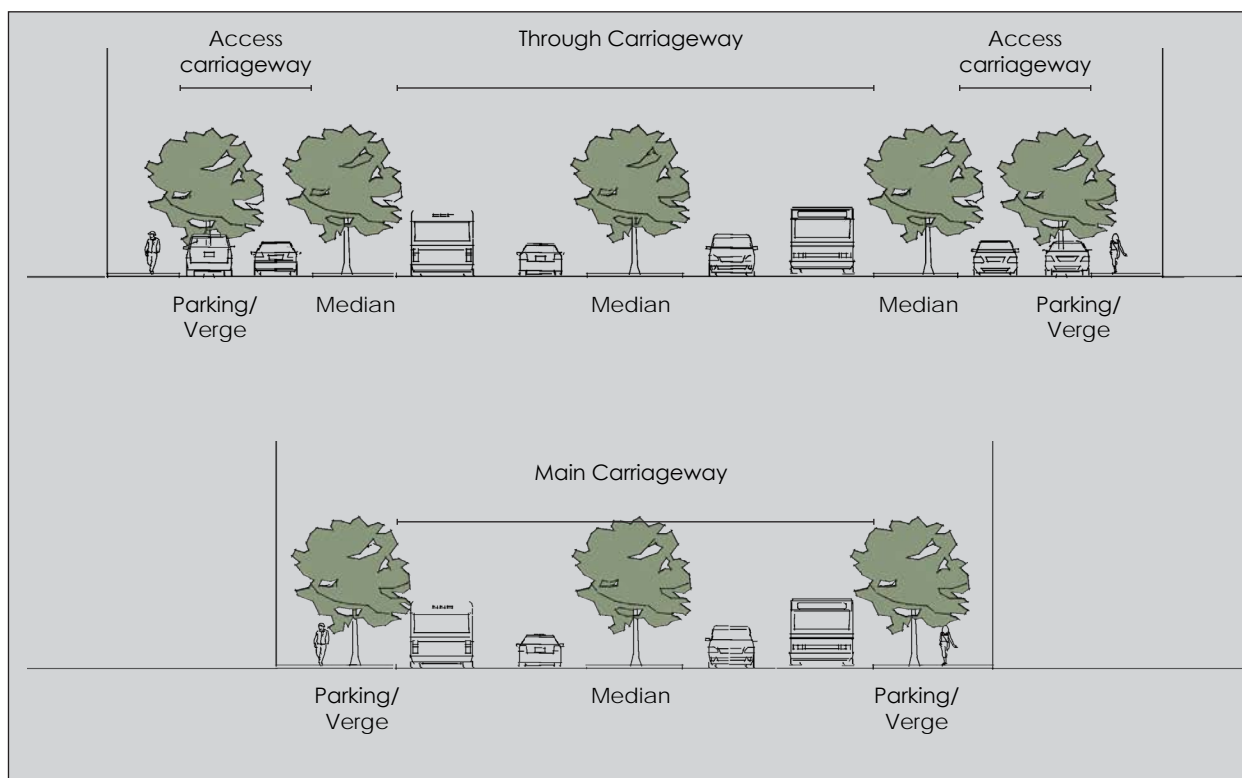 Access
carriageway
Through Carriageway
Access
carriageway
Parking/
Verge
Median
Median
Median
Parking/
Verge
Main Carriageway
Parking/
Verge
Median
Parking/
Verge